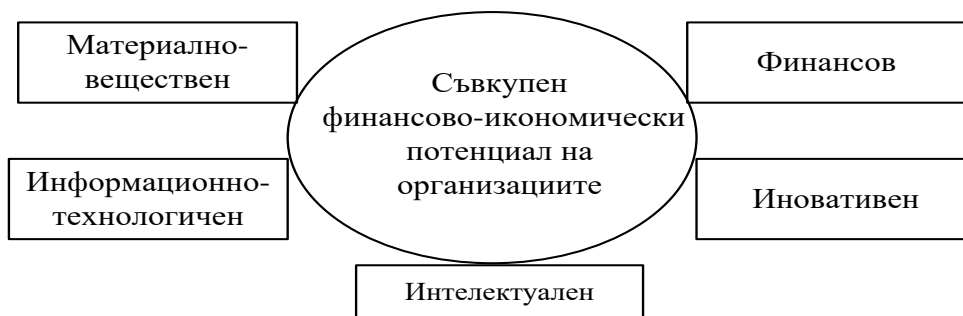 Материално-
веществен
Съвкупен
финансово-икономически
потенциал на
организациите
Финансов
Информационно-
технологичен
Иновативен
Интелектуален